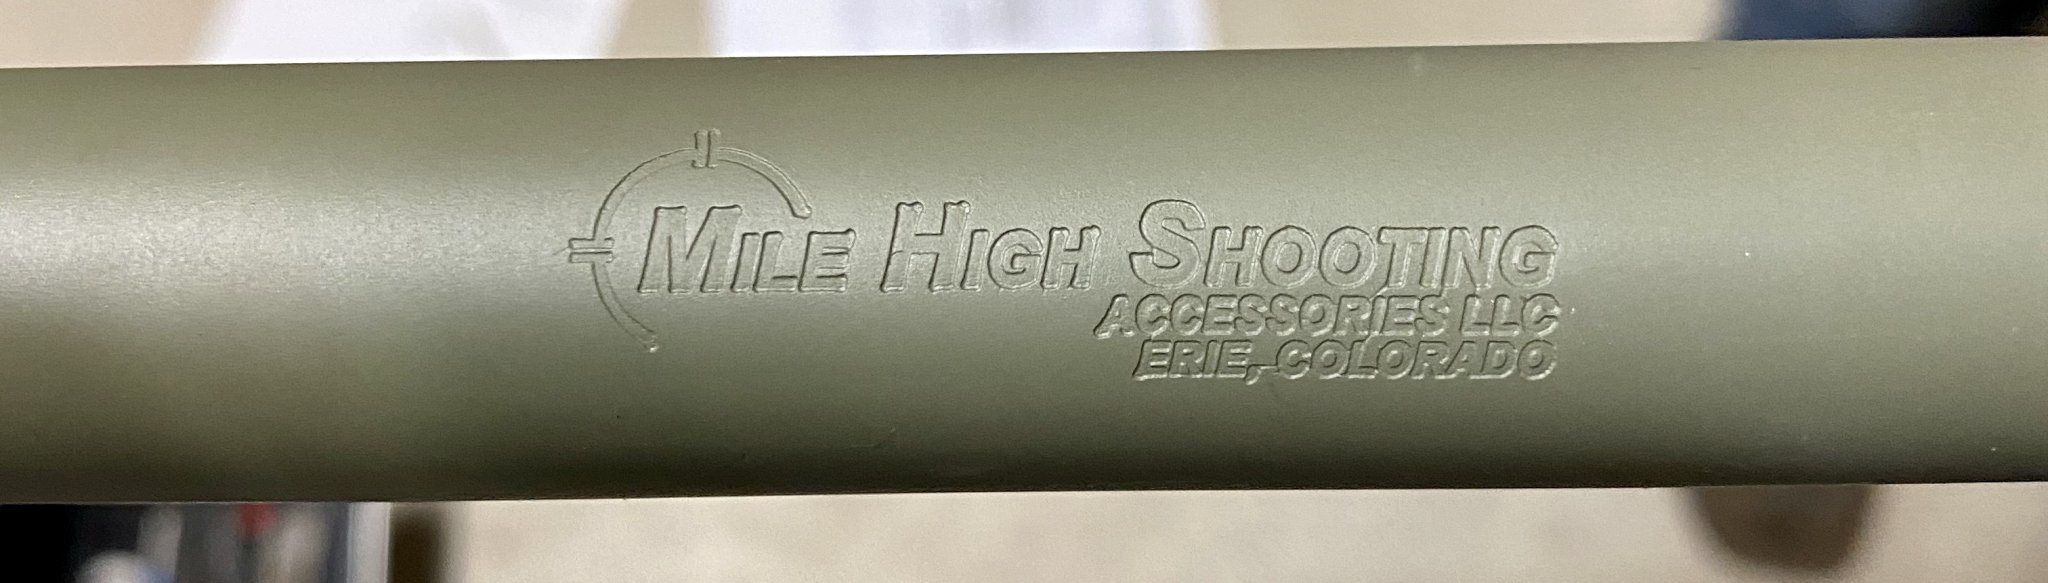 MILE HIGH SHOOTING
ACCESSORIES LLC
ERIE, COLORADO